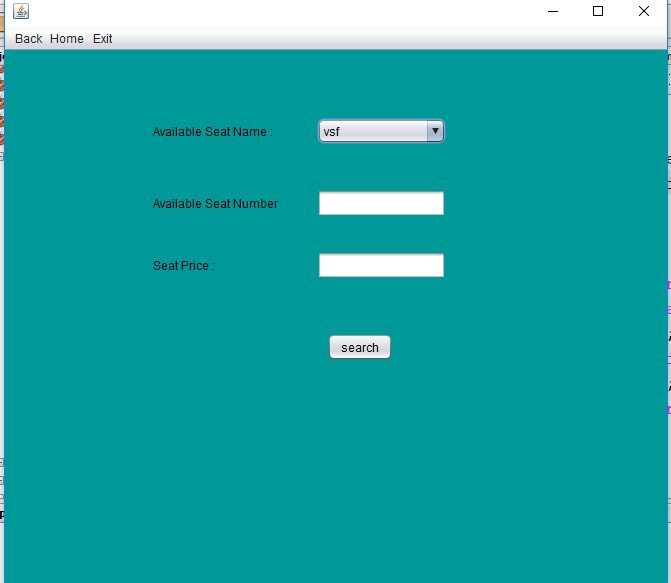 Back Home Exit
Available Seat Name :
vsf
Available Seat Number
Seat Price :
search